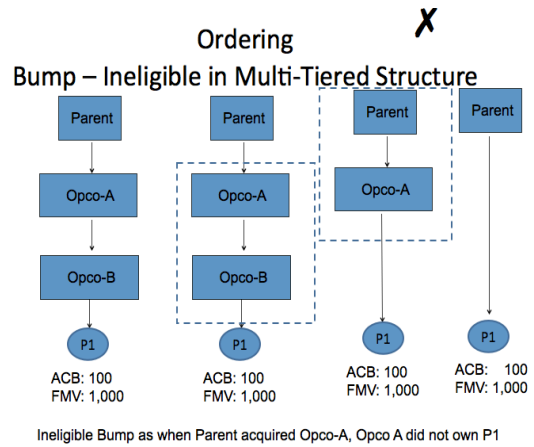 ✗
Ordering
Bump – Ineligible in Multi-Tiered Structure
Parent Parent Parent Parent
Opco-A Opco-A Opco-A
Opco-B Opco-B
P1 P1 P1 P1
ACB: 100 ACB: 100 ACB: 100 ACB: 100
FMV: 1,000 FMV: 1,000 FMV: 1,000 FMV: 1,000
Ineligible Bump as when Parent acquired Opco-A, Opco A did not own P1